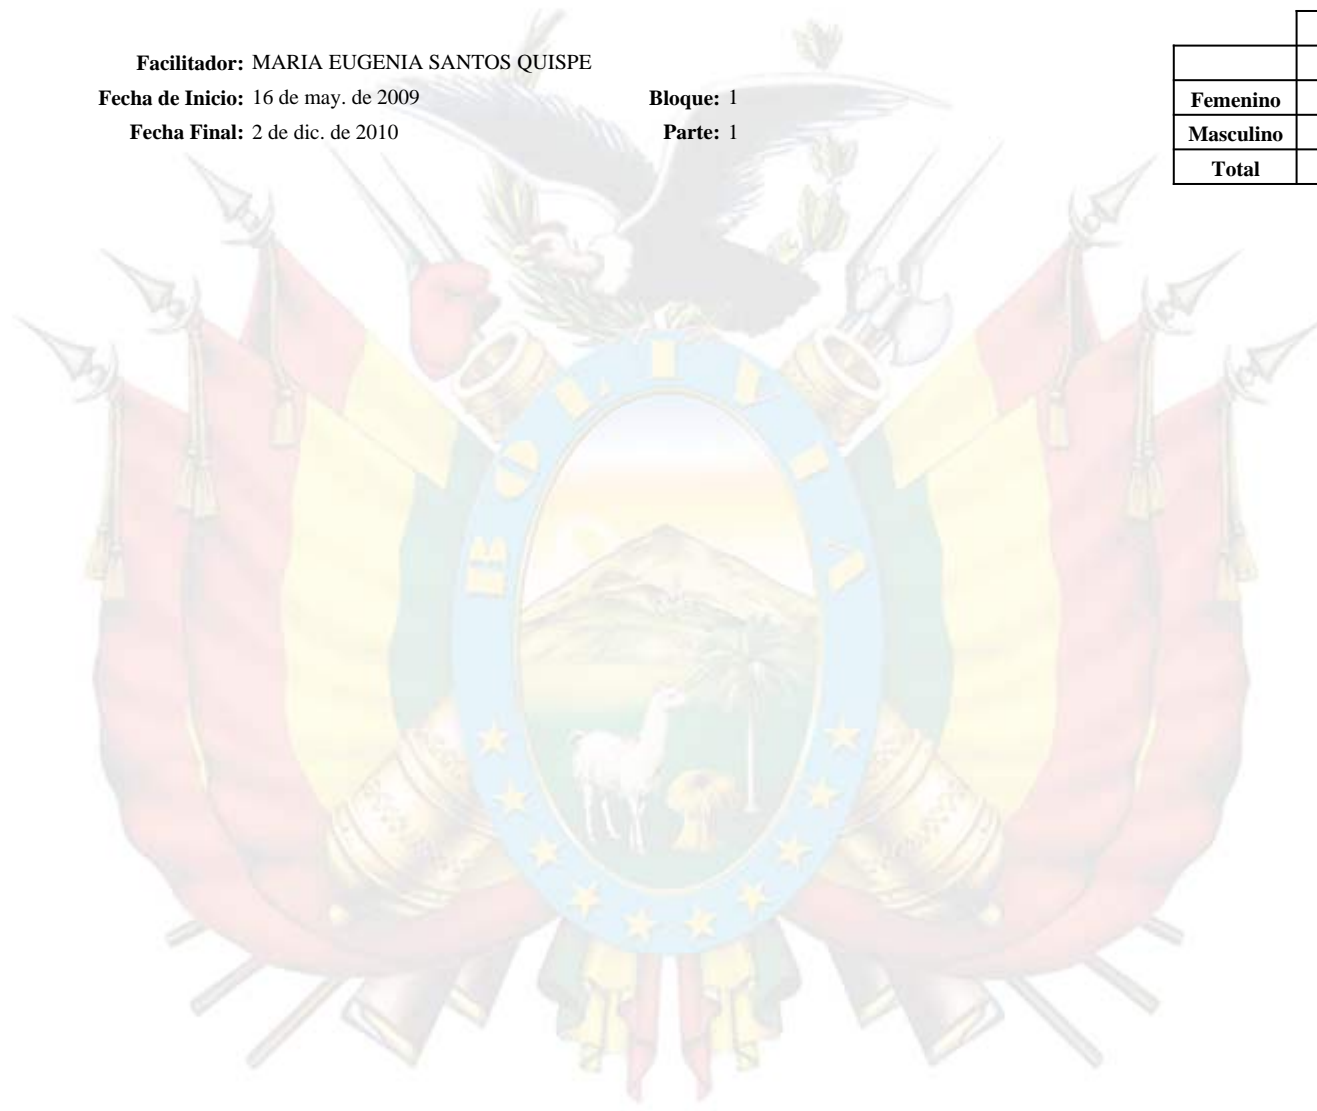 Facilitador: MARIA EUGENIA SANTOS QUISPE
Fecha de Inicio: 16 de may. de 2009 Bloque: 1
Fecha Final: 2 de dic. de 2010 Parte: 1
Femenino
Masculino
Total
BOLIVIA